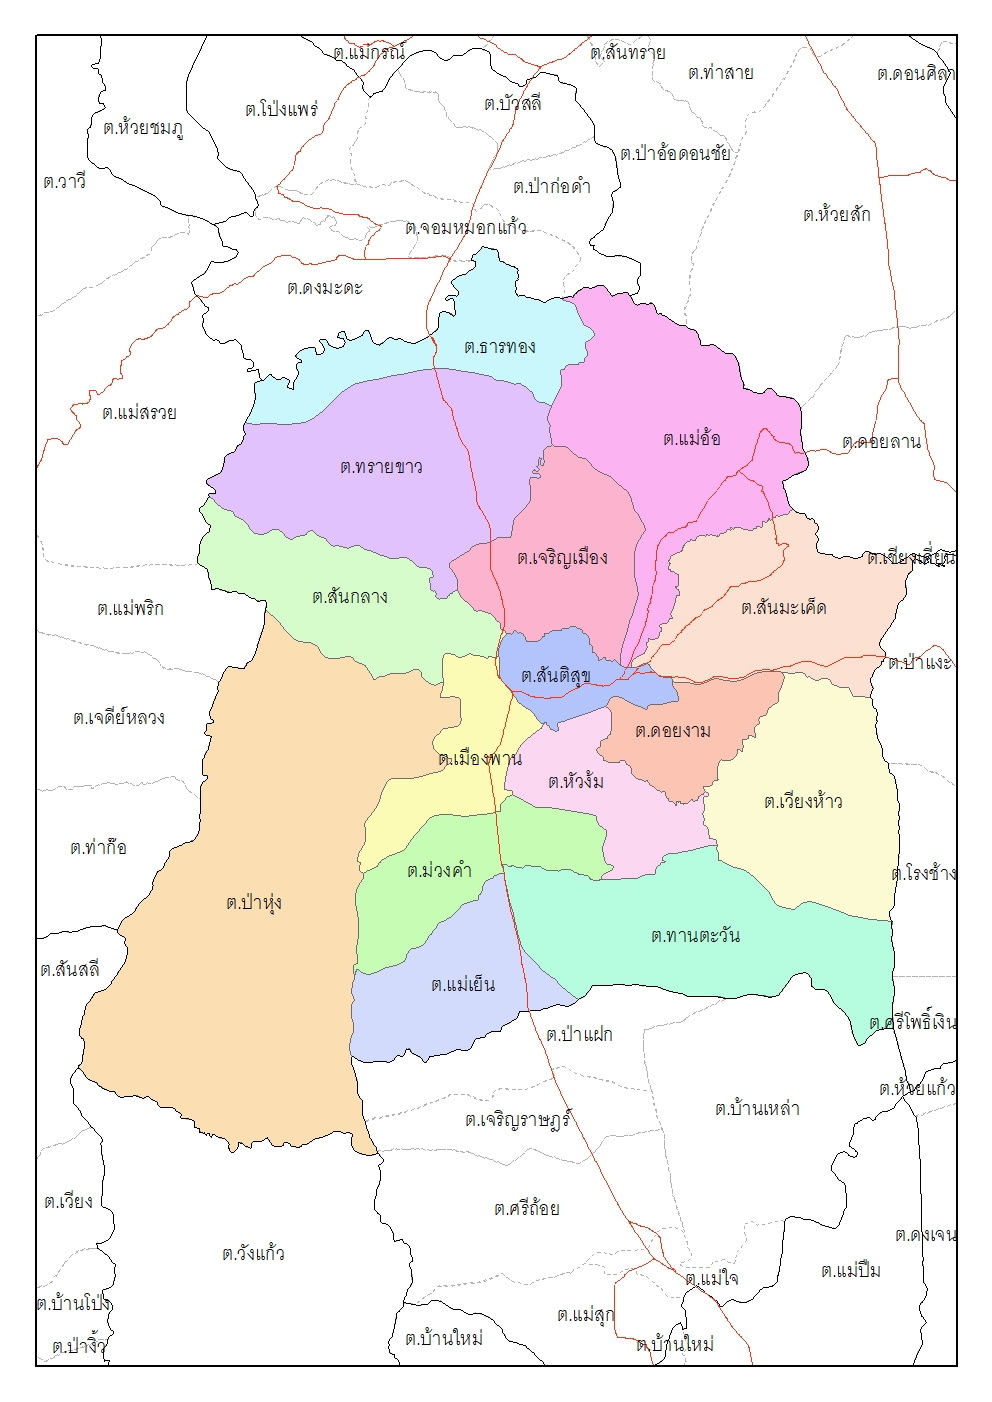 ต.แม่กรณ์
ต.สันทราย
ต.ท่าสาย
ต.ดอนศิลา
ต.โป่งแพร่
ต.บัวสลี
ต.ห้วยชมภู
ต.ป่าอ้อดอนชัย
ต.วาวี
ต.ป่าก่อดำ
ต.ห้วยสัก
ต.จอมหมอกแก้ว
ต.ดงมะดะ
ต.ธารทอง
ต.แม่สรวย
ต.แม่อ้อ
ต.ดอยลาน
ต.ทรายขาว
ต.เจริญเมือง
ต.เชียงเคี่ยน
ต.สันกลาง
ต.แม่พริก
ต.สันมะเค็ด
ต.ป่าแงะ
ต.สันติสุข
ต.เจดีย์หลวง
ต.ดอยงาม
ต.เมืองพาน
ต.หัวง้ม
ต.เวียงห้าว
ต.ท่าก๊อ
ต.ม่วงคำ
ต.โรงช้าง
ต.ป่าหุ่ง
ต.ทานตะวัน
ต.สันสลี
ต.แม่เย็น
ต.ศรีโพธิ์เงิน
ต.ป่าแฝก
ต.ห้วยแก้ว
ต.บ้านเหล่า
ต.เจริญราษฎร์
ต.เวียง
ต.ศรีถ้อย
ต.ดงเจน
ต.วังแก้ว
ต.แม่ปืม
ต.แม่ใจ
ต.บ้านโป่ง
ต.แม่สุก
ต.บ้านใหม่
ต.บ้านใหม่
ต.ป่างิ้ว